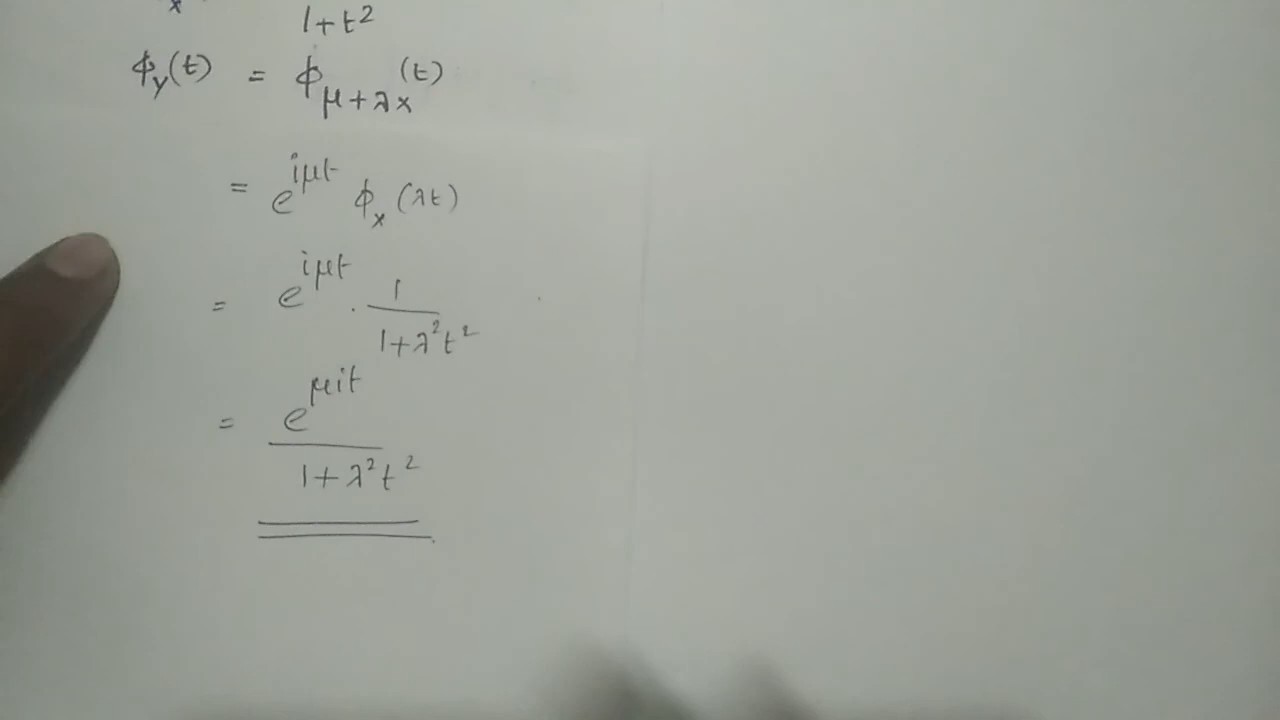 x
1+t²
ϕ_y(t) = ϕ_{μ+λx}(t)
= e^{iμt} ϕ_x(λt)
= e^{iμt} . 1/(1+λ²t²)
= e^{μit}/(1+λ²t²)